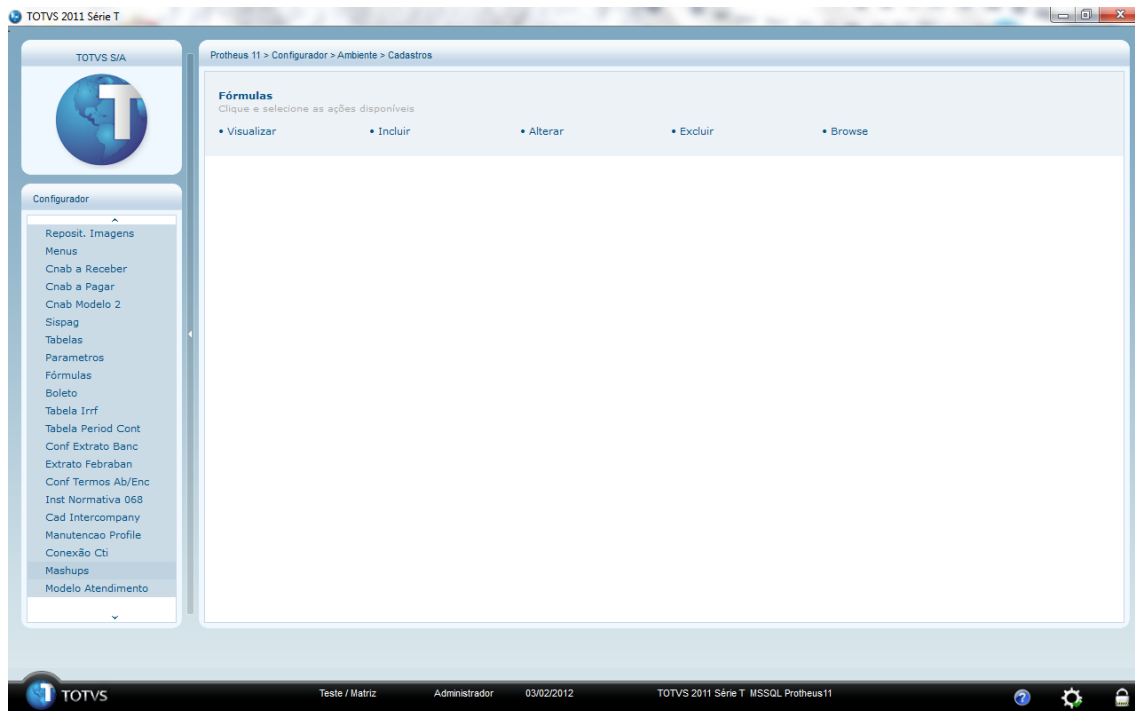 TOTVS 2011 Série T
TOTVS S/A
T
Configurador
Reposit. Imagens
Menus
Cnab a Receber
Cnab a Pagar
Cnab Modelo 2
Sispag
Tabelas
Parametros
Fórmulas
Boleto
Tabela Irrf
Tabela Period Cont
Conf Extrato Banc
Extrato Febraban
Conf Termos Ab/Enc
Inst Normativa 068
Cad Intercompany
Manutencao Profile
Conexão Cti
Mashups
Modelo Atendimento
Protheus 11 > Configurador > Ambiente > Cadastros
Fórmulas
Clique e selecione as ações disponíveis
• Visualizar • Incluir • Alterar • Excluir • Browse
T TOTVS Teste / Matriz Administrador 03/02/2012 TOTVS 2011 Série T MSSQL Protheus11 ?